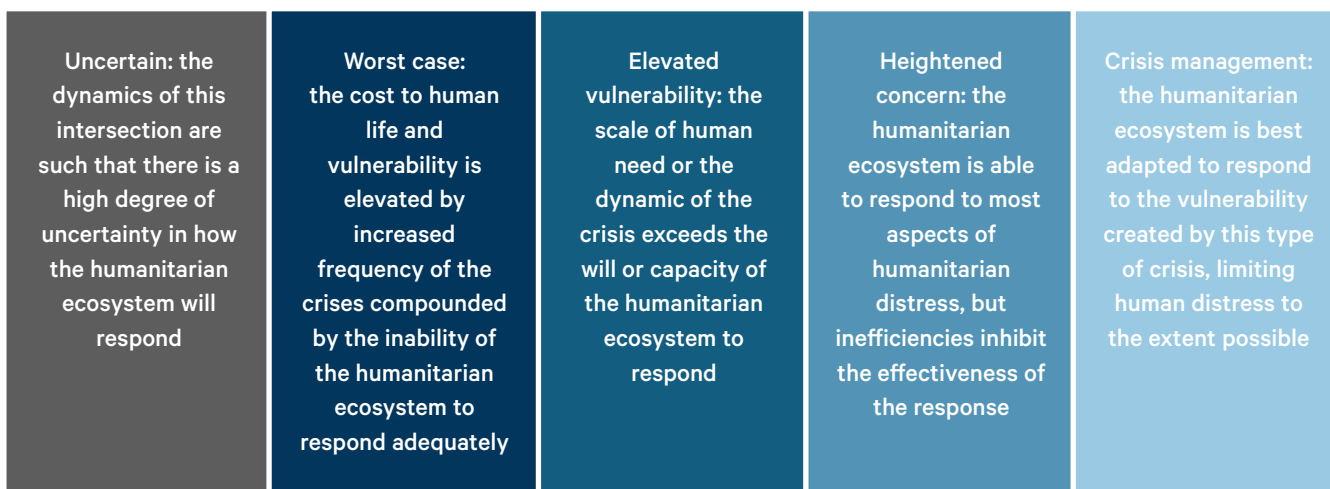 Uncertain: the
dynamics of this
intersection are
such that there is a
high degree of
uncertainty in how
the humanitarian
ecosystem will
respond
Worst case:
the cost to human
life and
vulnerability is
elevated by
increased
frequency of the
crises compounded
by the inability of
the humanitarian
ecosystem to
respond adequately
Elevated
vulnerability: the
scale of human
need or the
dynamic of the
crisis exceeds the
will or capacity of
the humanitarian
ecosystem to
respond
Heightened
concern: the
humanitarian
ecosystem is able
to respond to most
aspects of
humanitarian
distress, but
inefficiencies inhibit
the effectiveness of
the response
Crisis management:
the humanitarian
ecosystem is best
adapted to respond
to the vulnerability
created by this type
of crisis, limiting
human distress to
the extent possible